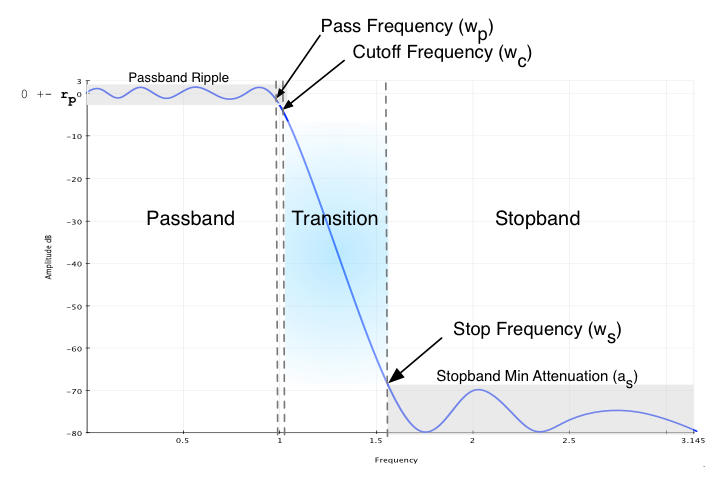 Pass Frequency (wp)
Cutoff Frequency (wc)
Passband Ripple
3
0 +- rp
0
-10
-20
Passband
Transition
Stopband
-30
Amplitude dB
-40
-50
Stop Frequency (ws)
-60
Stopband Min Attenuation (as)
-70
-80
0.5
1
1.5
2
2.5
3.145
Frequency